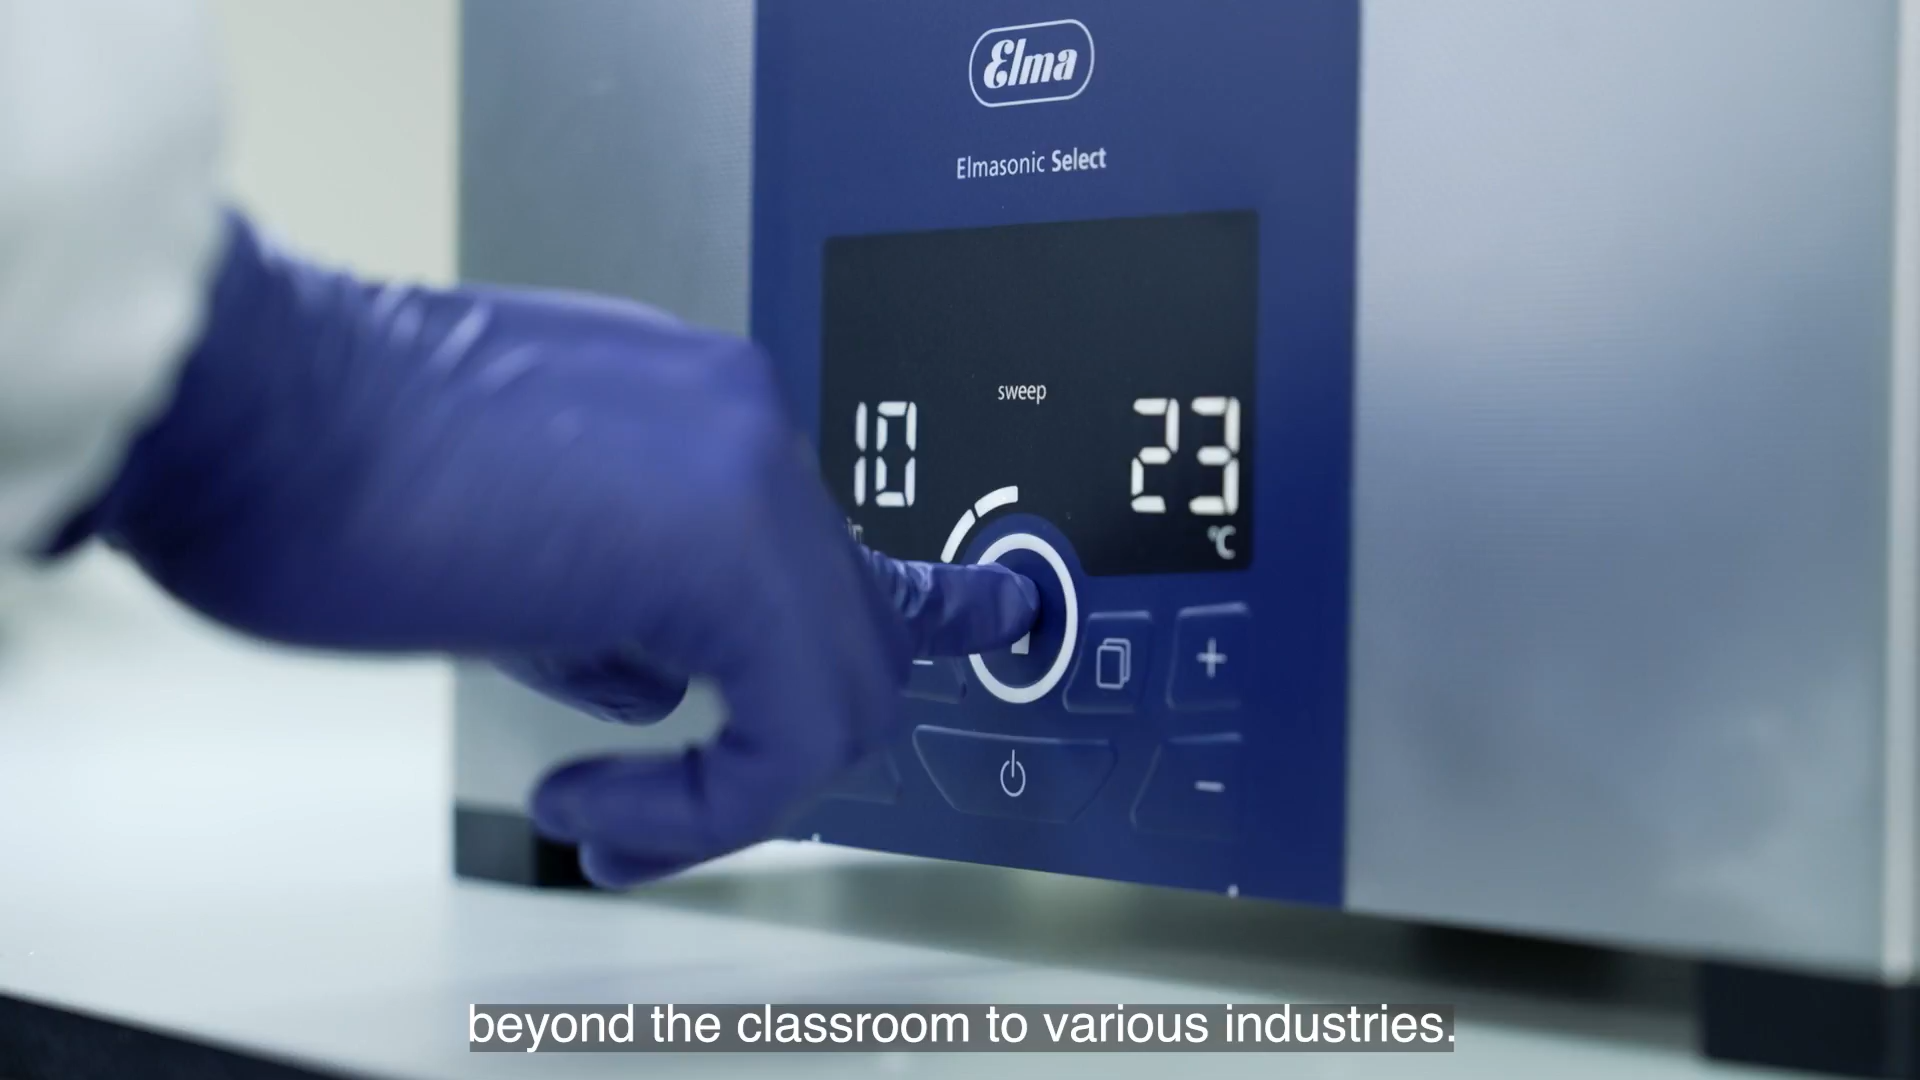 Elma
Elmasonic Select
sweep
10
23
°C
beyond the classroom to various industries.